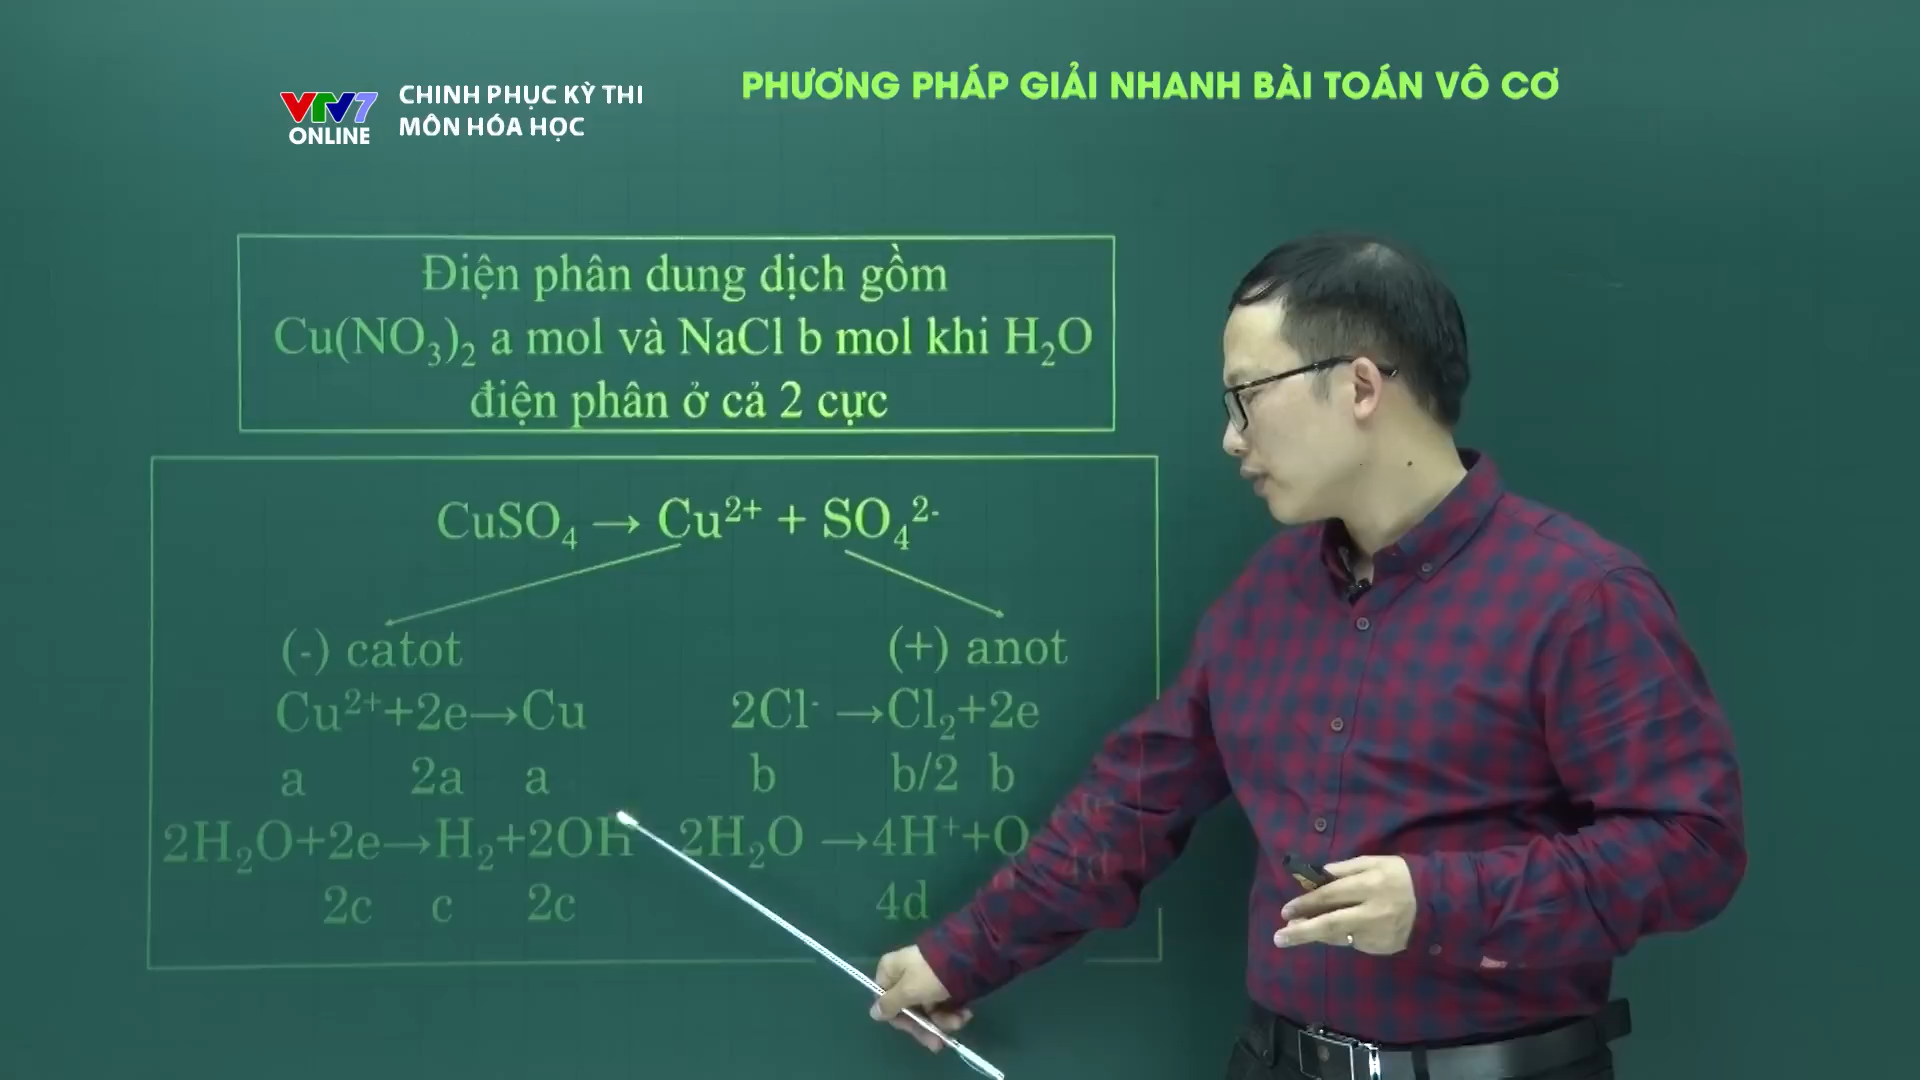 VTV7
ONLINE
CHINH PHỤC KỲ THI
MÔN HÓA HỌC
PHƯƠNG PHÁP GIẢI NHANH BÀI TOÁN VÔ CƠ
Điện phân dung dịch gồm
Cu(NO₃)₂ a mol và NaCl b mol khi H₂O
điện phân ở cả 2 cực
CuSO₄ → Cu²⁺ + SO₄²⁻
(-) catot (+) anot
Cu²⁺+2e→Cu 2Cl⁻ →Cl₂+2e
a 2a a b b/2 b
2H₂O+2e→H₂+2OH 2H₂O →4H⁺+O
2c c 2c 4d